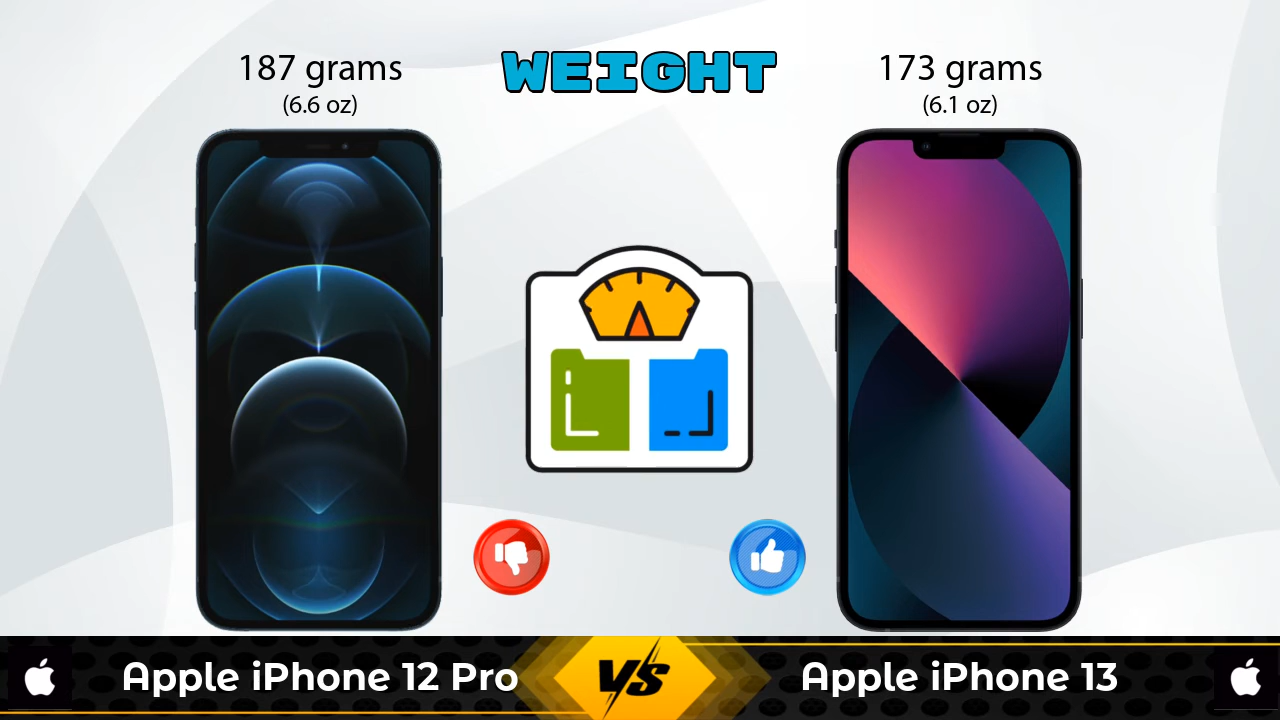 WEIGHT
187 grams
(6.6 oz)
173 grams
(6.1 oz)
Apple iPhone 12 Pro
VS
Apple iPhone 13